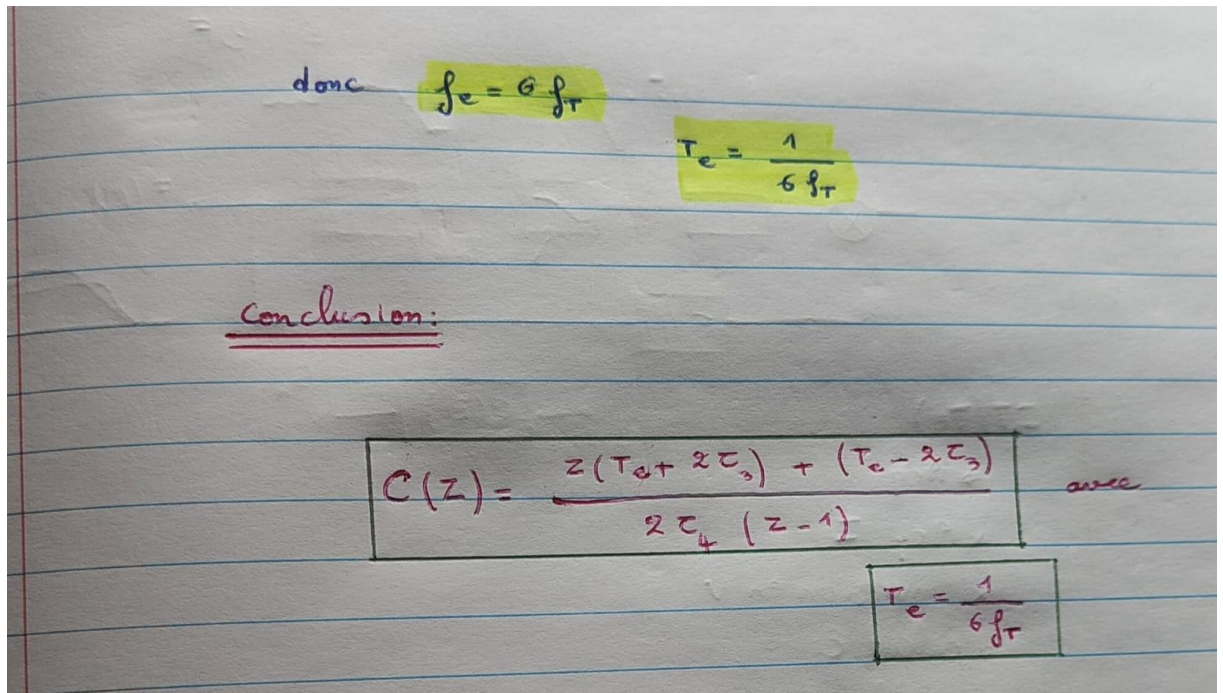 donc fe = 6 fT
Te = 1 / 6 fT
Conclusion:
C(Z) = z(Te + 2τ3) + (Te - 2τ3) / 2τ4 (z - 1) avec
Te = 1 / 6 fT